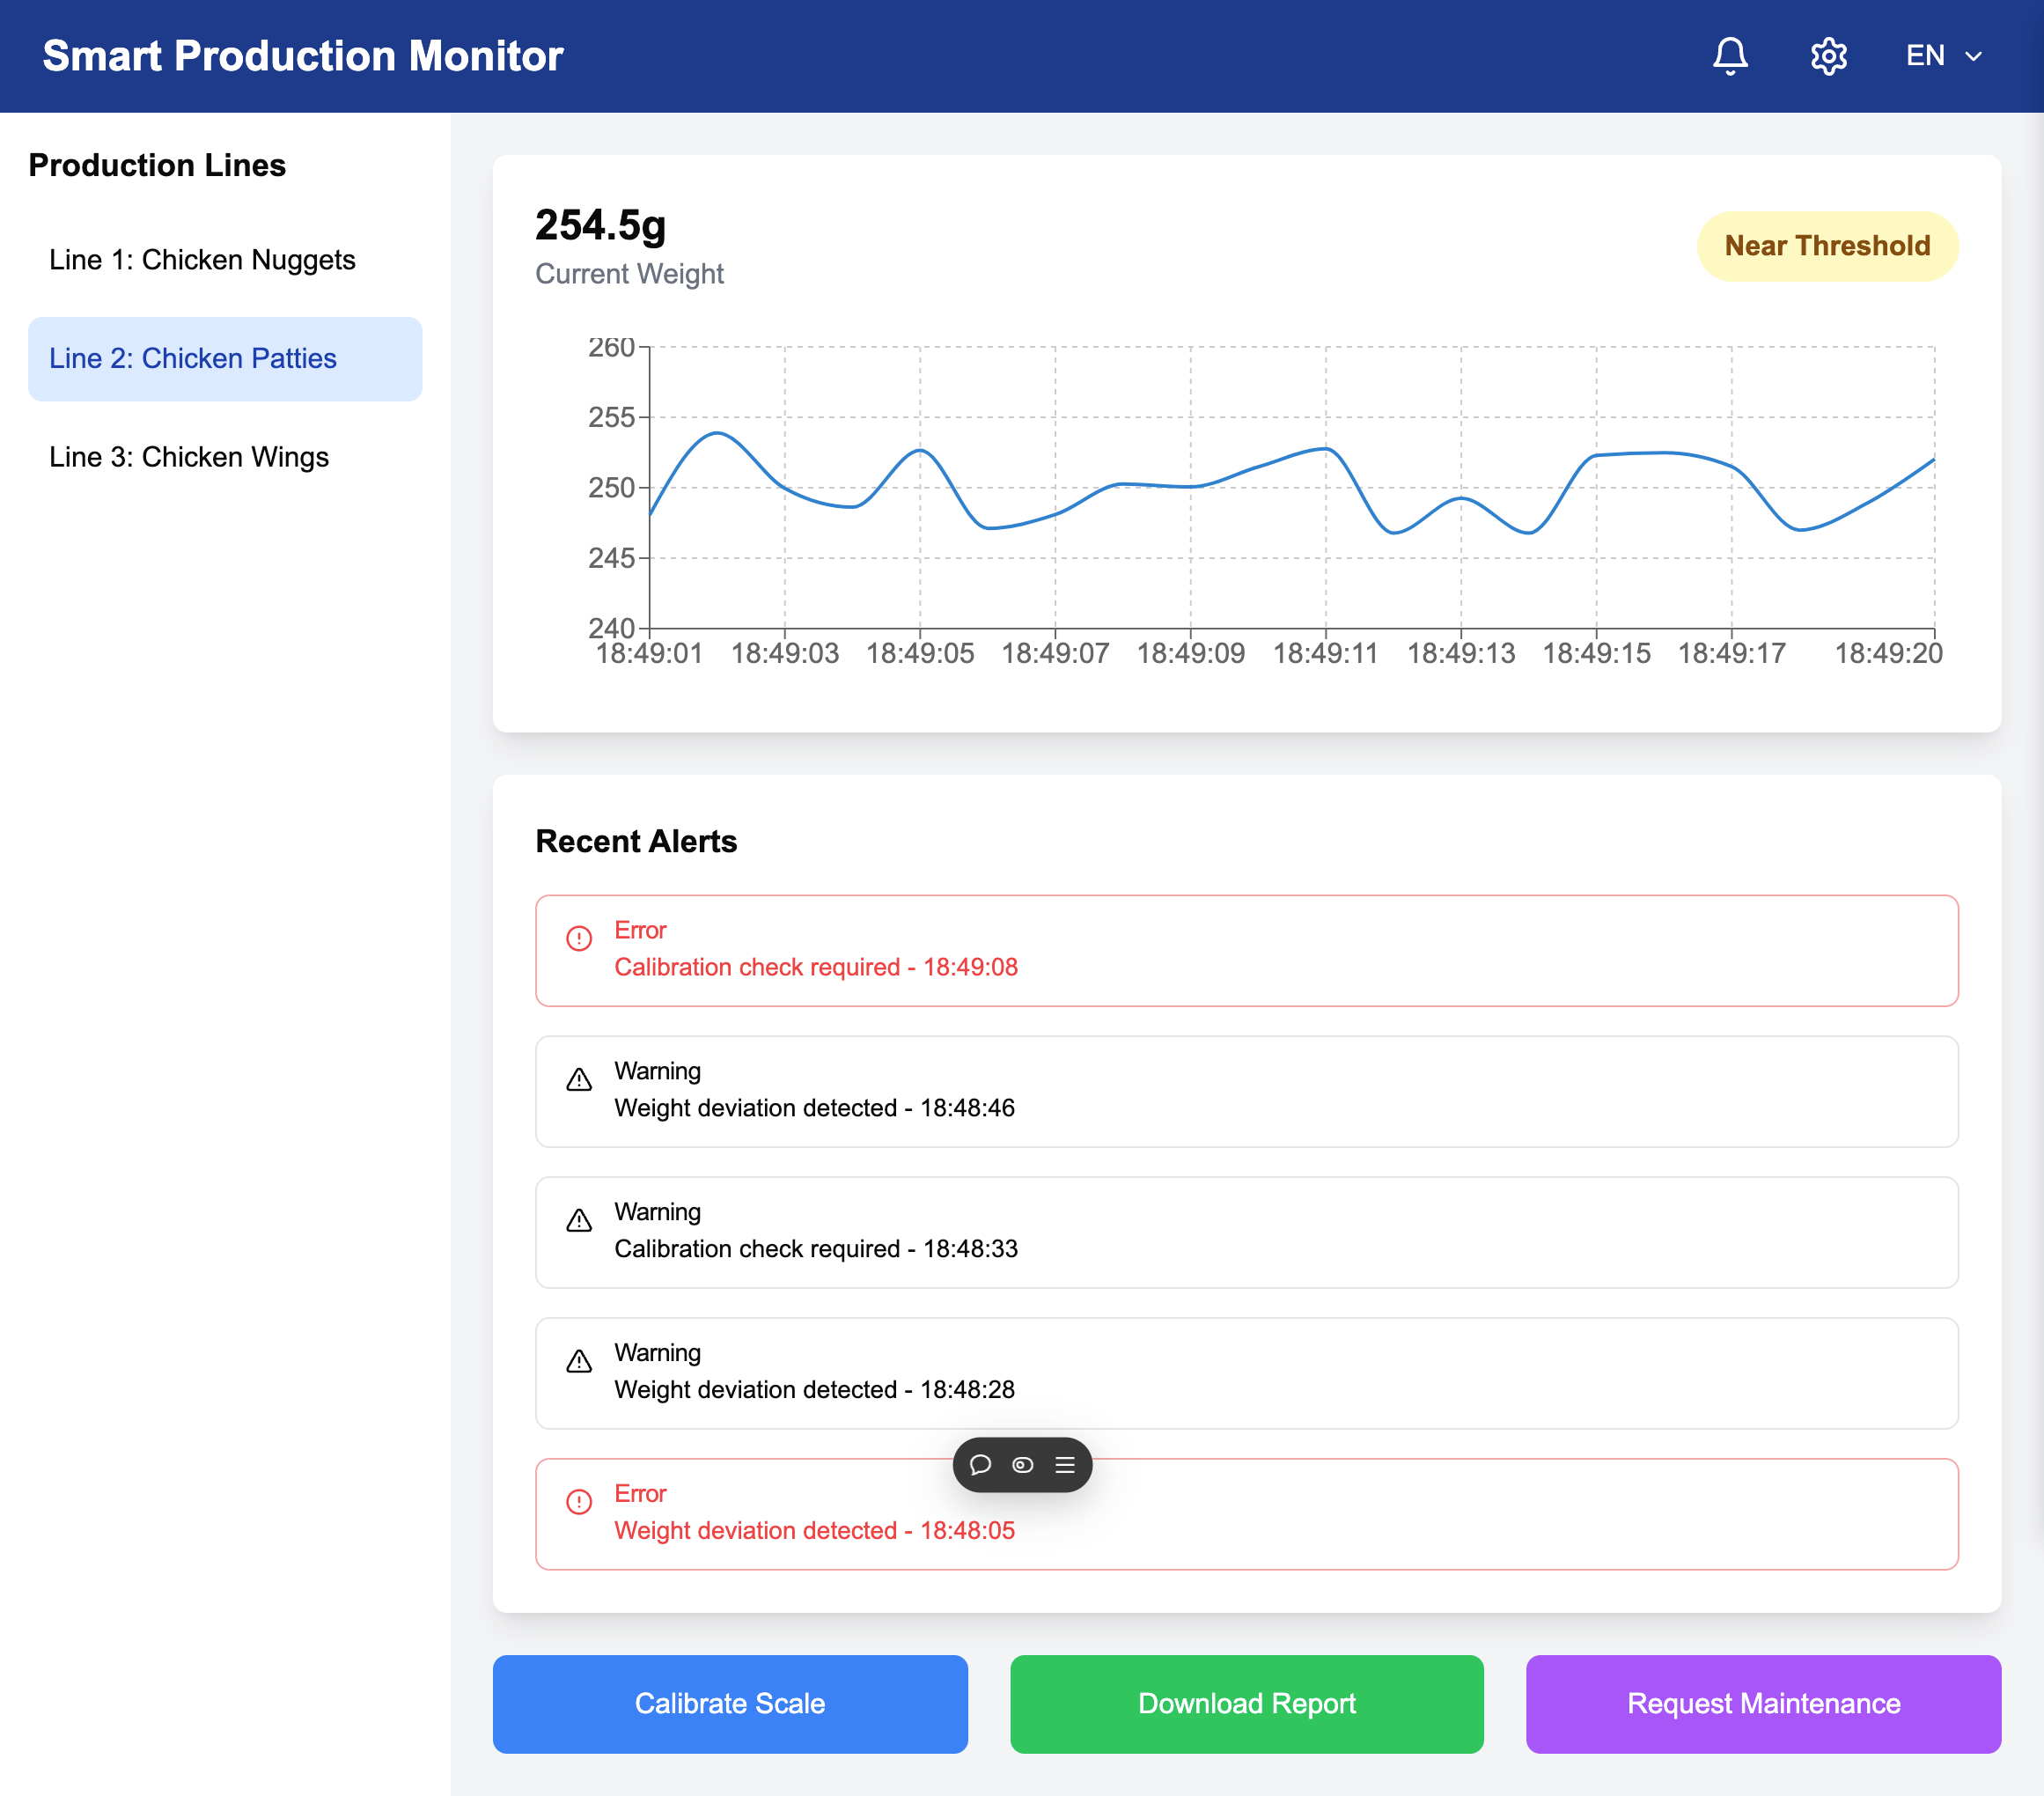 Smart Production Monitor
EN
Production Lines
Line 1: Chicken Nuggets
Line 2: Chicken Patties
Line 3: Chicken Wings
254.5g
Current Weight
Near Threshold
260
255
250
245
240
18:49:01 18:49:03 18:49:05 18:49:07 18:49:09 18:49:11 18:49:13 18:49:15 18:49:17 18:49:20
Recent Alerts
Error
Calibration check required - 18:49:08
Warning
Weight deviation detected - 18:48:46
Warning
Calibration check required - 18:48:33
Warning
Weight deviation detected - 18:48:28
Error
Weight deviation detected - 18:48:05
Calibrate Scale
Download Report
Request Maintenance